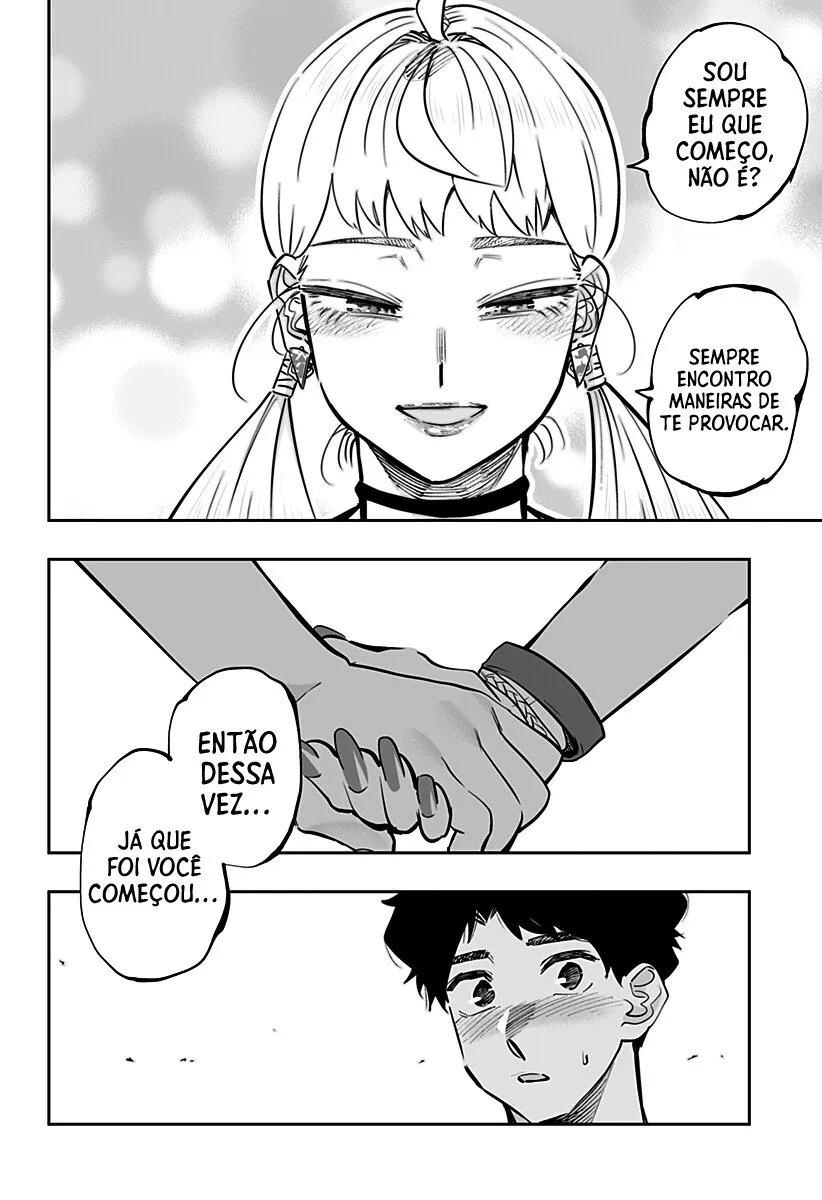 SOU
SEMPRE
EU QUE
COMEÇO,
NÃO É?
SEMPRE
ENCONTRO
MANEIRAS DE
TE PROVOCAR.
ENTÃO
DESSA
VEZ...
JÁ QUE
FOI VOCÊ
COMEÇOU...